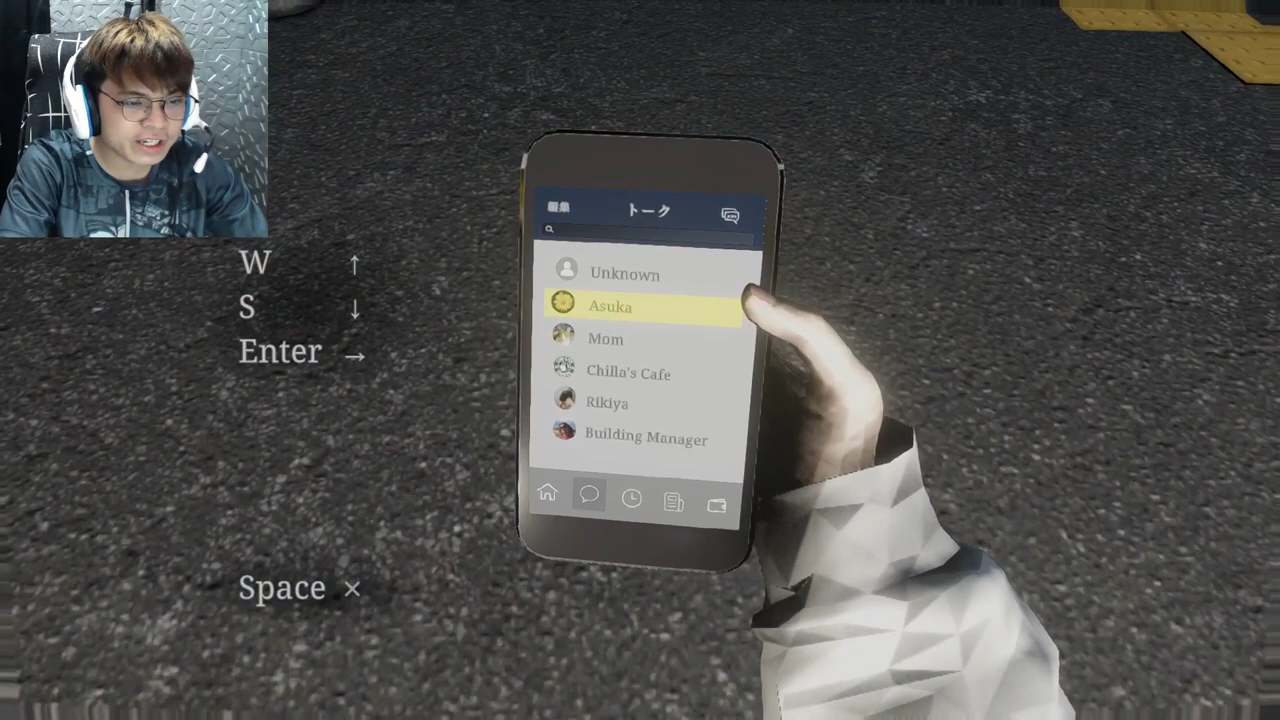 編集 トーク
Unknown
Asuka
Mom
Chilla's Cafe
Rikiya
Building Manager
W ↑
S ↓
Enter →
Space ×